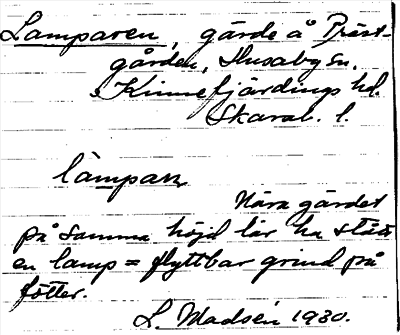 Lamparen, gärde å Präst-
gården, Husaby sn.
Kinnefjärdings hd.
Skarab. l.
làmparn
Nära gärdet
på samma höjd lär ha stått
en lamp = flyttbar grind på
fötter.
L. Madsén 1930.